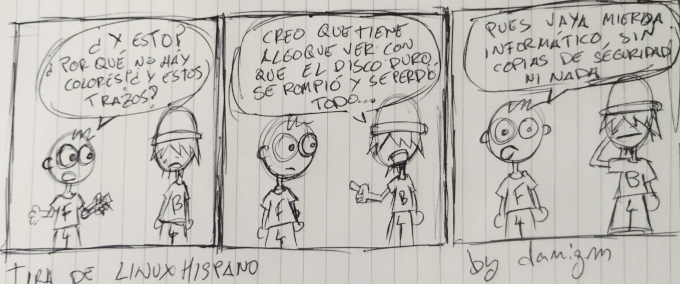 ¿Y ESTO?
¿POR QUÉ NO HAY
COLORES? ¿Y ESTOS
TRAZOS?
CREO QUE TIENE
ALGO QUE VER CON
QUE EL DISCO DURO
SE ROMPIÓ Y SE PERDIÓ
TODO...
PUES VAYA MIERDA
INFORMÁTICO SIN
COPIAS DE SEGURIDAD
NI NADA
F
B
F
B
F
B
TIRA DE LINUXHISPANO
by damigm